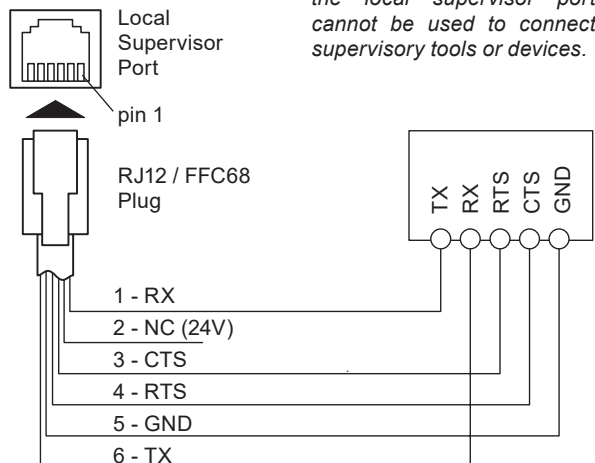 the local supervisor port
cannot be used to connect
supervisory tools or devices.
Local
Supervisor
Port
pin 1
RJ12 / FFC68
Plug
TX
RX
RTS
CTS
GND
1 - RX
2 - NC (24V)
3 - CTS
4 - RTS
5 - GND
6 - TX